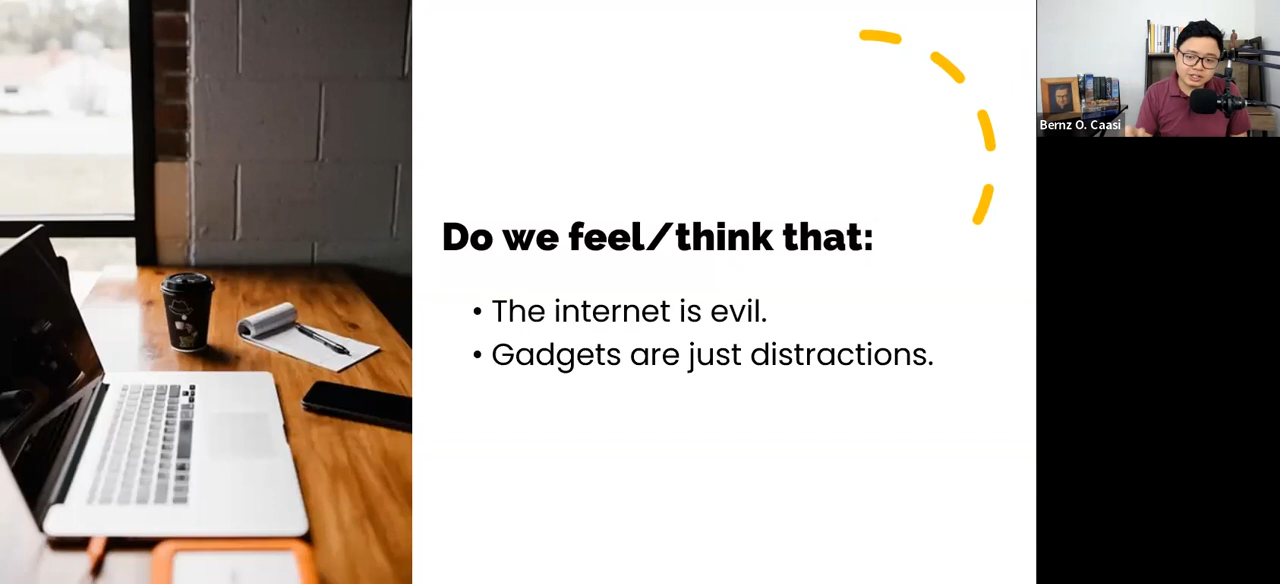 Do we feel/think that:
• The internet is evil.
• Gadgets are just distractions.
Bernz O. Caasi